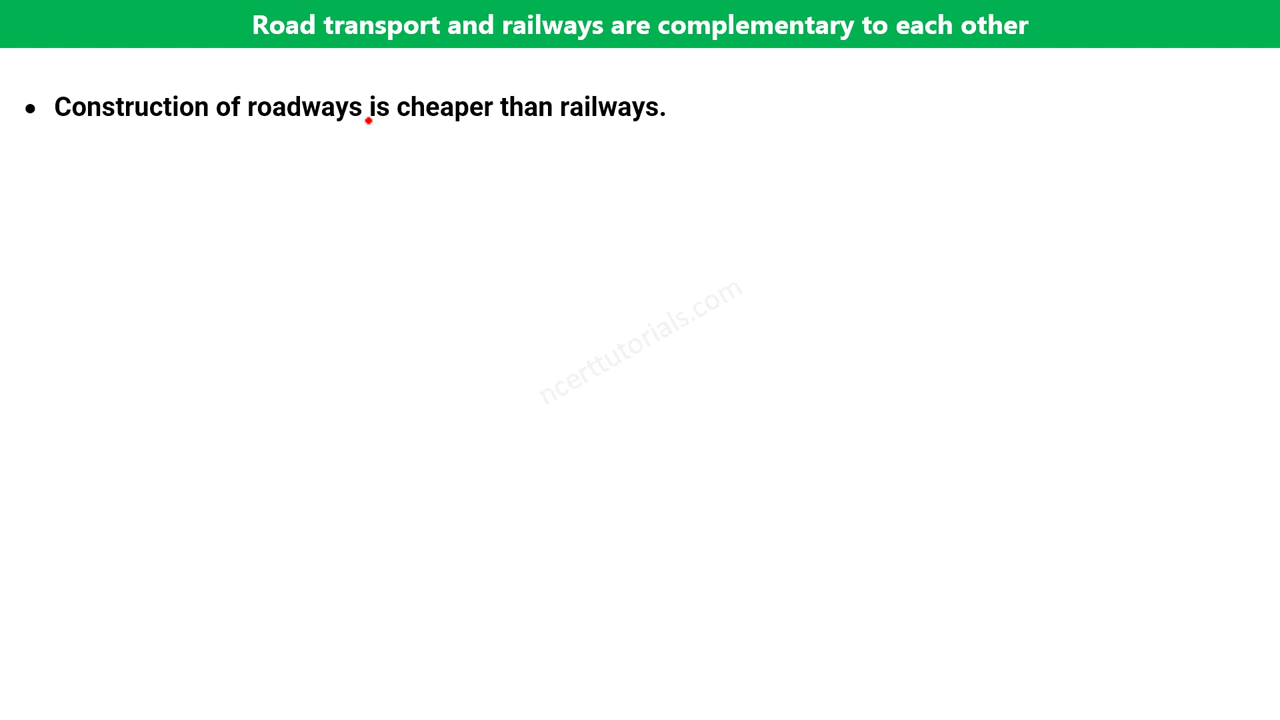 Road transport and railways are complementary to each other
• Construction of roadways is cheaper than railways.
ncerttutorials.com